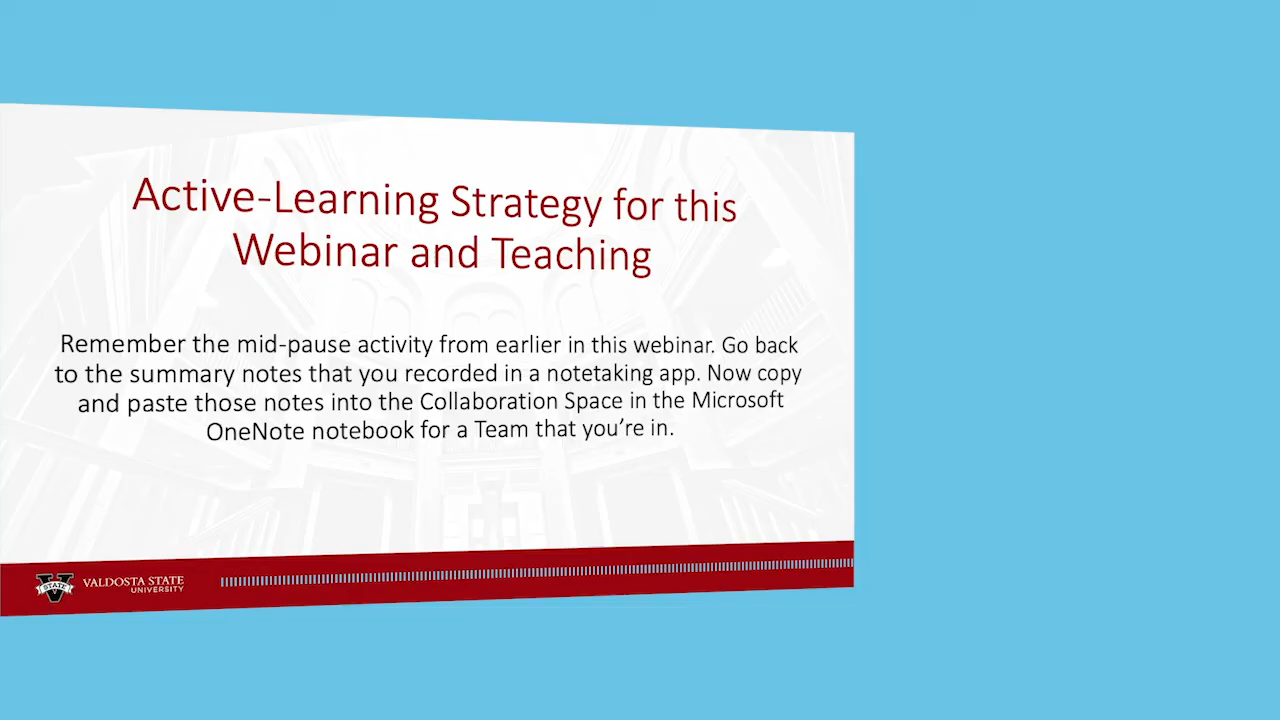 Active-Learning Strategy for this
Webinar and Teaching
Remember the mid-pause activity from earlier in this webinar. Go back
to the summary notes that you recorded in a notetaking app. Now copy
and paste those notes into the Collaboration Space in the Microsoft
OneNote notebook for a Team that you’re in.
V
STATE
VALDOSTA STATE
UNIVERSITY